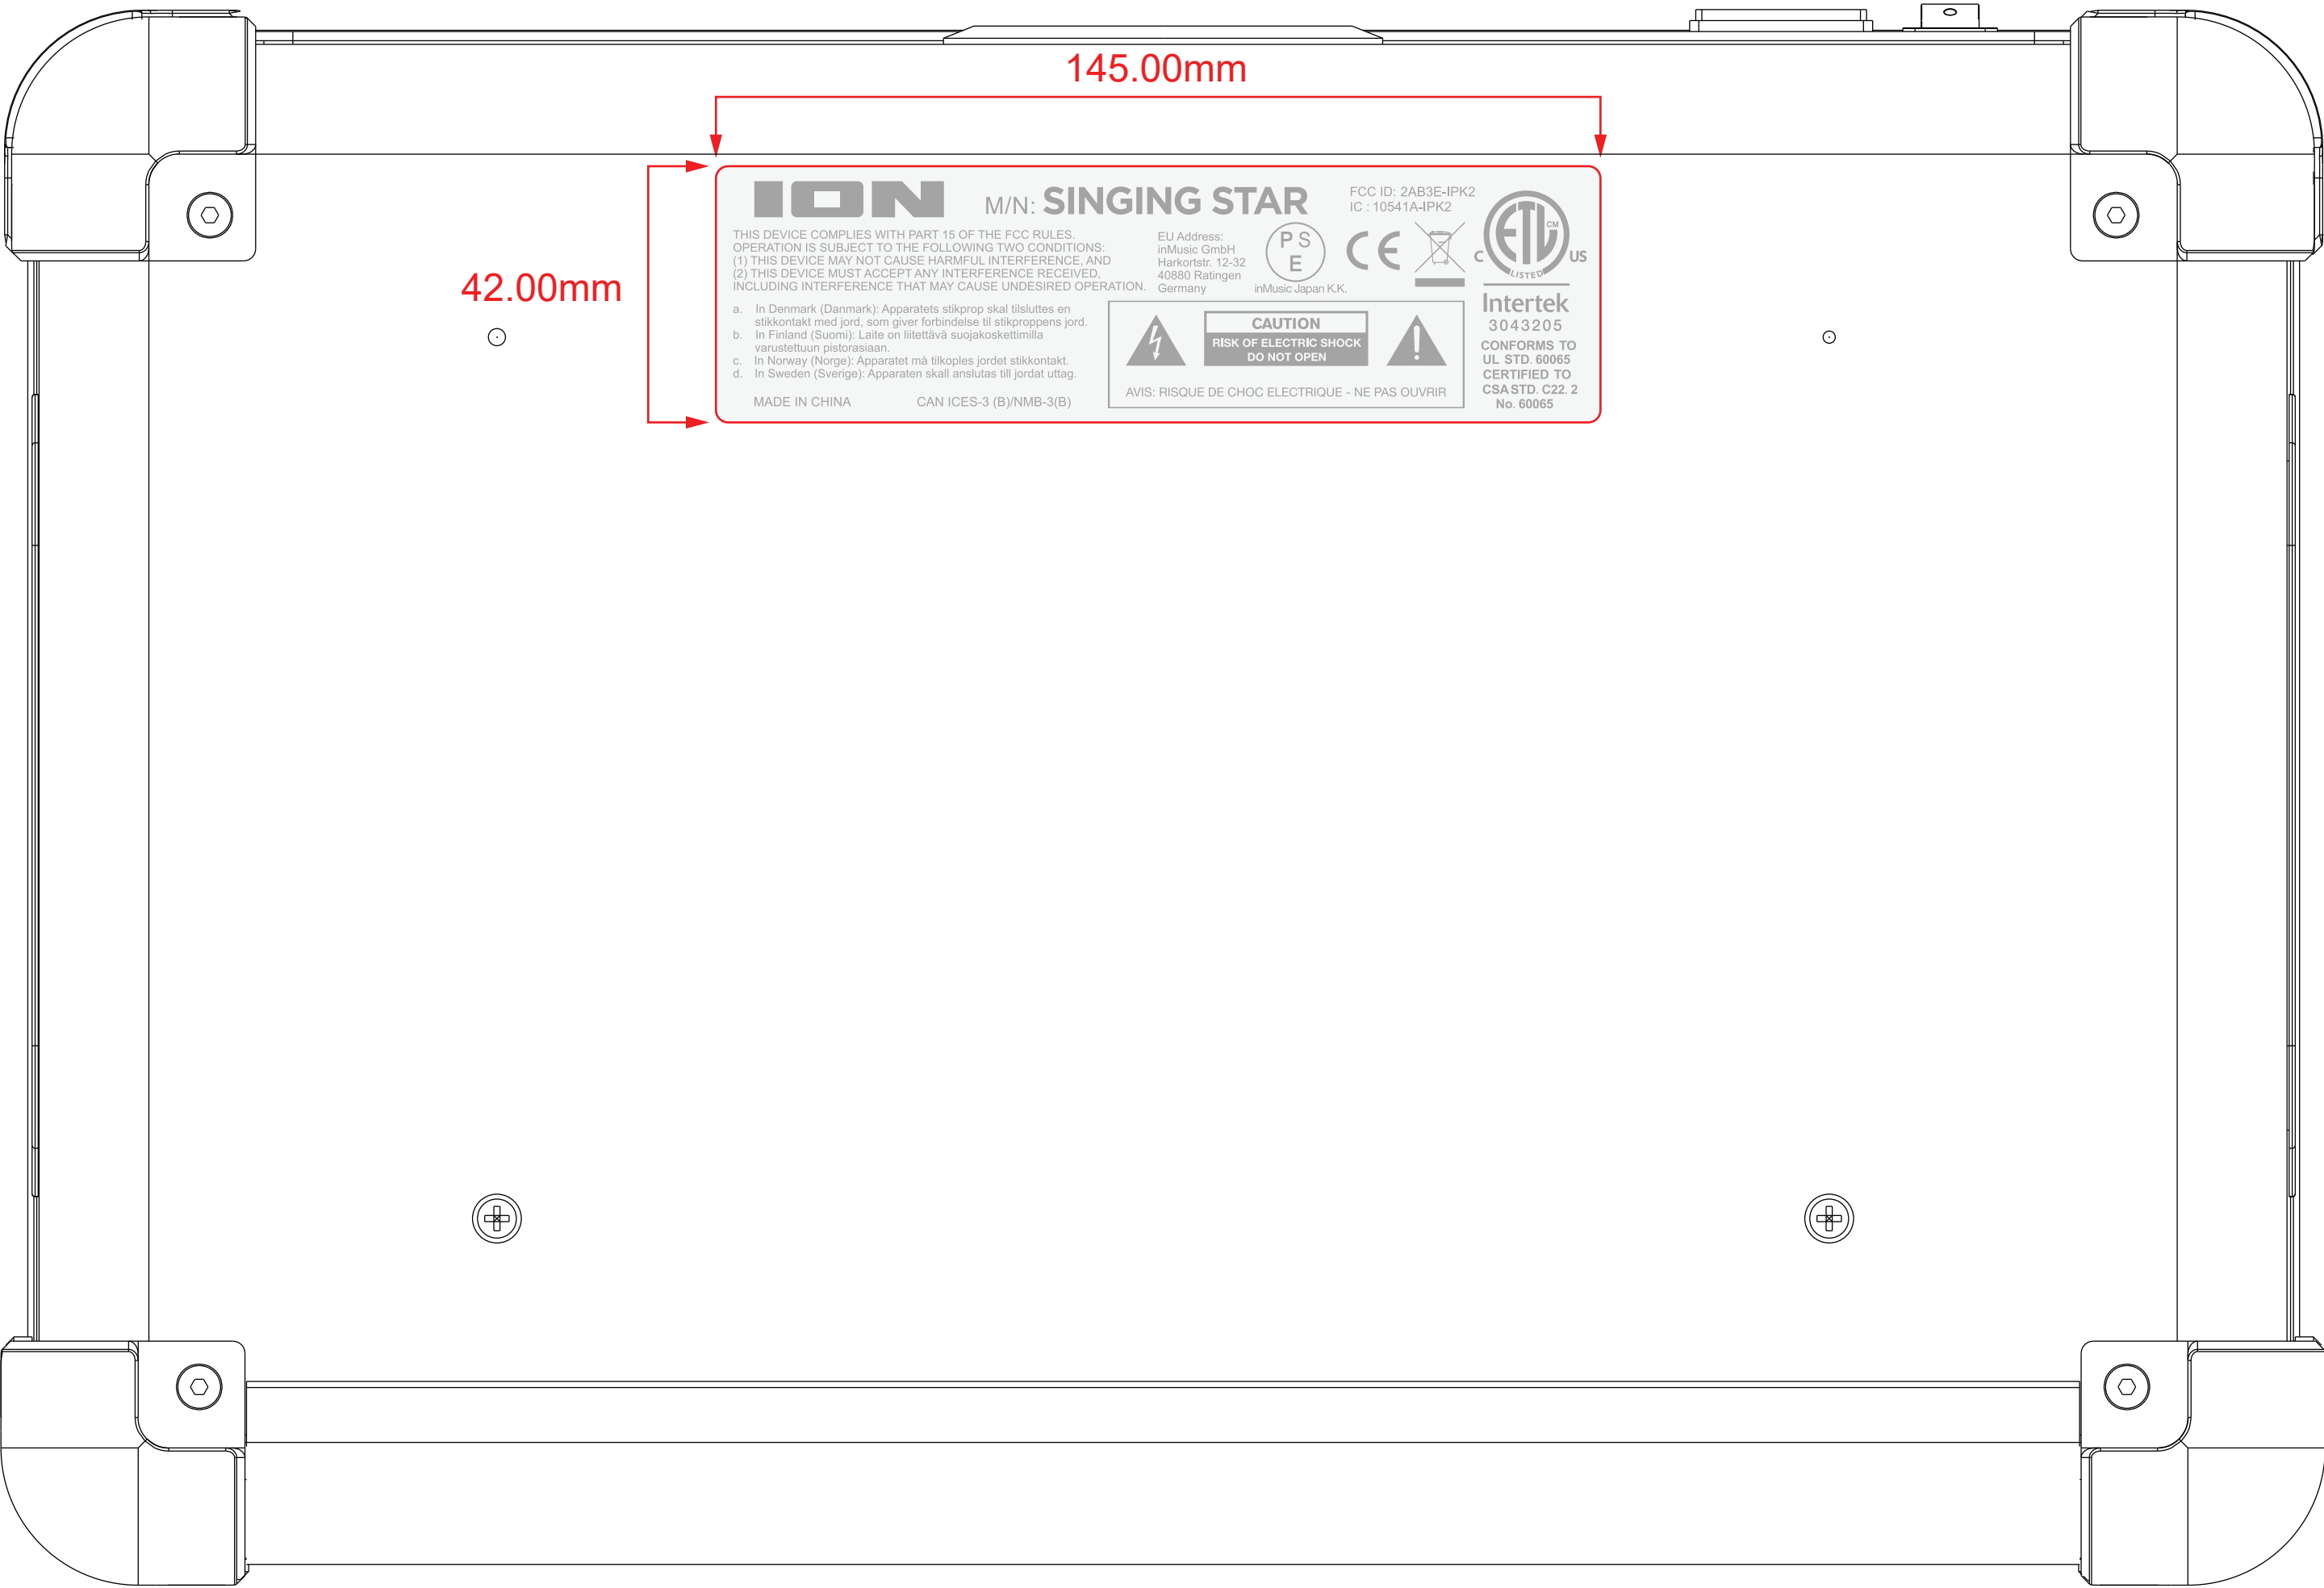 145.00mm
42.00mm
ION
M/N: SINGING STAR
FCC ID: 2AB3E-IPK2
IC : 10541A-IPK2
THIS DEVICE COMPLIES WITH PART 15 OF THE FCC RULES.
OPERATION IS SUBJECT TO THE FOLLOWING TWO CONDITIONS:
(1) THIS DEVICE MAY NOT CAUSE HARMFUL INTERFERENCE, AND
(2) THIS DEVICE MUST ACCEPT ANY INTERFERENCE RECEIVED,
INCLUDING INTERFERENCE THAT MAY CAUSE UNDESIRED OPERATION.
EU Address:
inMusic GmbH
Harkortstr. 12-32
40880 Ratingen
Germany
P S
E
inMusic Japan K.K.
CE
ETL
CM
C
US
LISTED
Intertek
3043205
CONFORMS TO
UL STD. 60065
CERTIFIED TO
CSA STD. C22. 2
No. 60065
a. In Denmark (Danmark): Apparatets stikprop skal tilsluttes en
stikkontakt med jord, som giver forbindelse til stikproppens jord.
b. In Finland (Suomi): Laite on liitettävä suojakoskettimilla
varustettuun pistorasiaan.
c. In Norway (Norge): Apparatet må tilkoples jordet stikkontakt.
d. In Sweden (Sverige): Apparaten skall anslutas till jordat uttag.
MADE IN CHINA
CAN ICES-3 (B)/NMB-3(B)
CAUTION
RISK OF ELECTRIC SHOCK
DO NOT OPEN
AVIS: RISQUE DE CHOC ELECTRIQUE - NE PAS OUVRIR